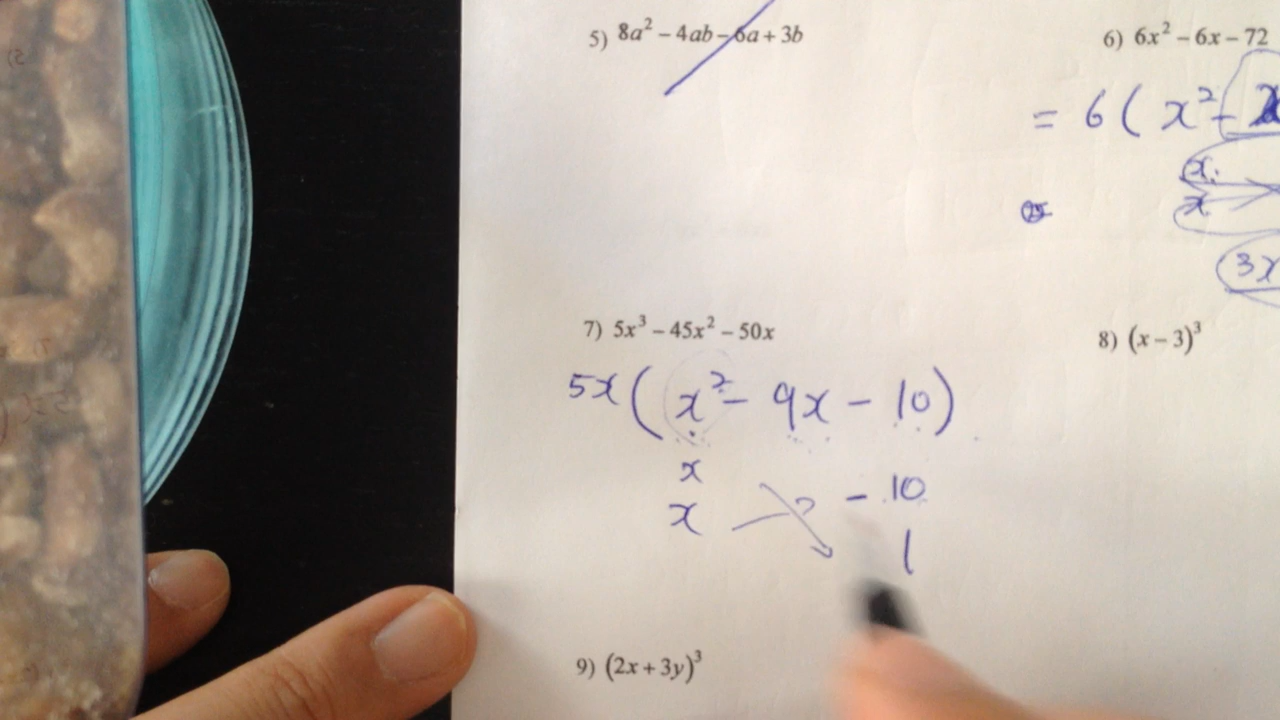 5) 8a² – 4ab – 6a + 3b
6) 6x² – 6x – 72
= 6 ( x² –
x
x
3x
7) 5x³ – 45x² – 50x
8) (x – 3)³
5x ( x² – 9x – 10 )
x – 10
x 1
9) (2x + 3y)³